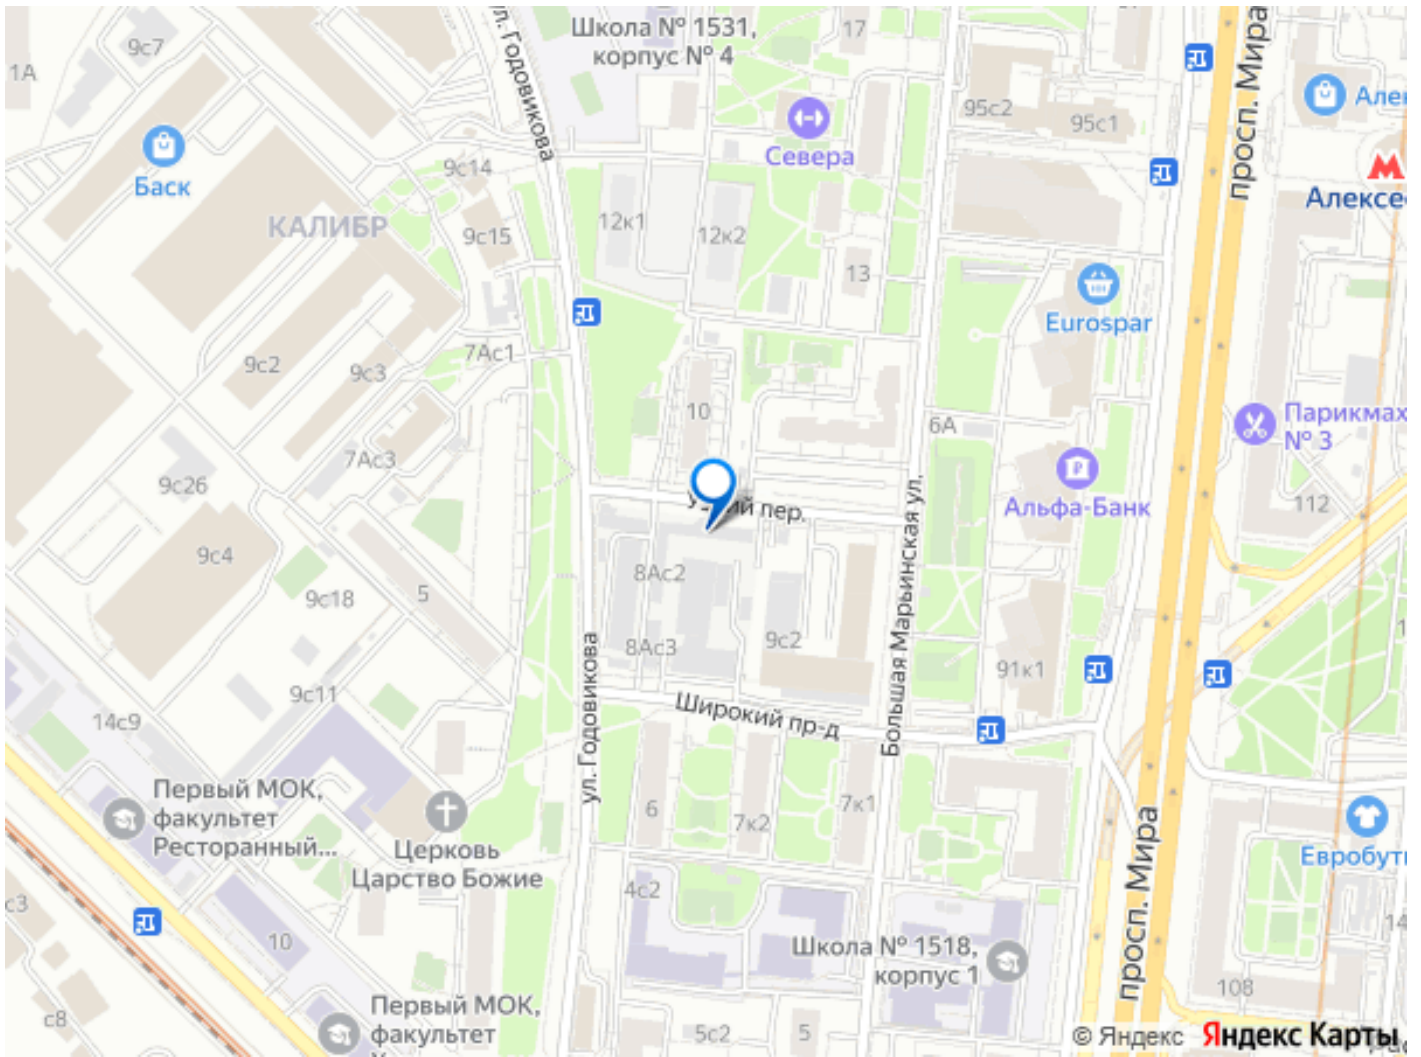 9с7
1А
ул. Годовикова
Школа № 1531,
корпус № 4
17
95с2
95с1
просп. Мира
Але
Баск
9с14
Севера
Алексе
КАЛИБР
9с15
12к1
12к2
13
Eurospar
9с2
9с3
7Ас1
10
6А
Парикмах
№ 3
7Ас3
9с26
Альфа-Банк
112
пер.
9с4
8Ас2
9с18
5
8Ас3
9с2
Большая Марьинская ул.
91к1
9с11
14с9
ул. Годовикова
Широкий пр-д
Первый МОК,
факультет
Ресторанный...
6
7к2
7к1
Церковь
Царство Божие
Евробути
просп. Мира
с3
4с2
10
Школа № 1518,
корпус 1
14
108
с8
Первый МОК,
факультет
5с2
5
© Яндекс Яндекс Карты